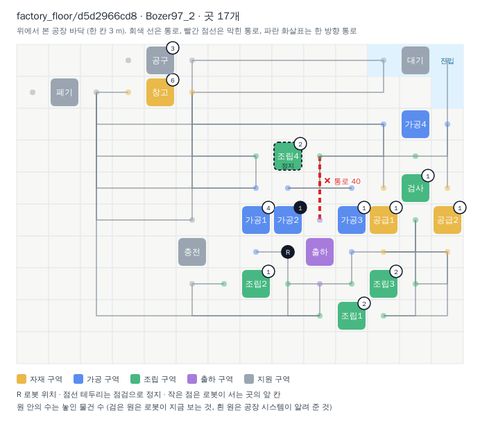 factory_floor/d5d2966cd8 · Bozer97_2 · 곳 17개
위에서 본 공장 바닥 (한 칸 3 m). 회색 선은 통로, 빨간 점선은 막힌 통로, 파란 화살표는 한 방향 통로
공구 3
대기
진입
폐기
창고 6
가공4
조립4 2
정지
✖ 통로 40
검사 1
가공1 4
가공2 1
가공3 1
공급1 1
공급2 1
충전
R
출하
조립2 1
조립3 2
조립1 2
자재 구역
가공 구역
조립 구역
출하 구역
지원 구역
R 로봇 위치 · 점선 테두리는 점검으로 정지 · 작은 점은 로봇이 서는 곳의 앞 칸
원 안의 수는 놓인 물건 수 (검은 원은 로봇이 지금 보는 것, 흰 원은 공장 시스템이 알려 준 것)